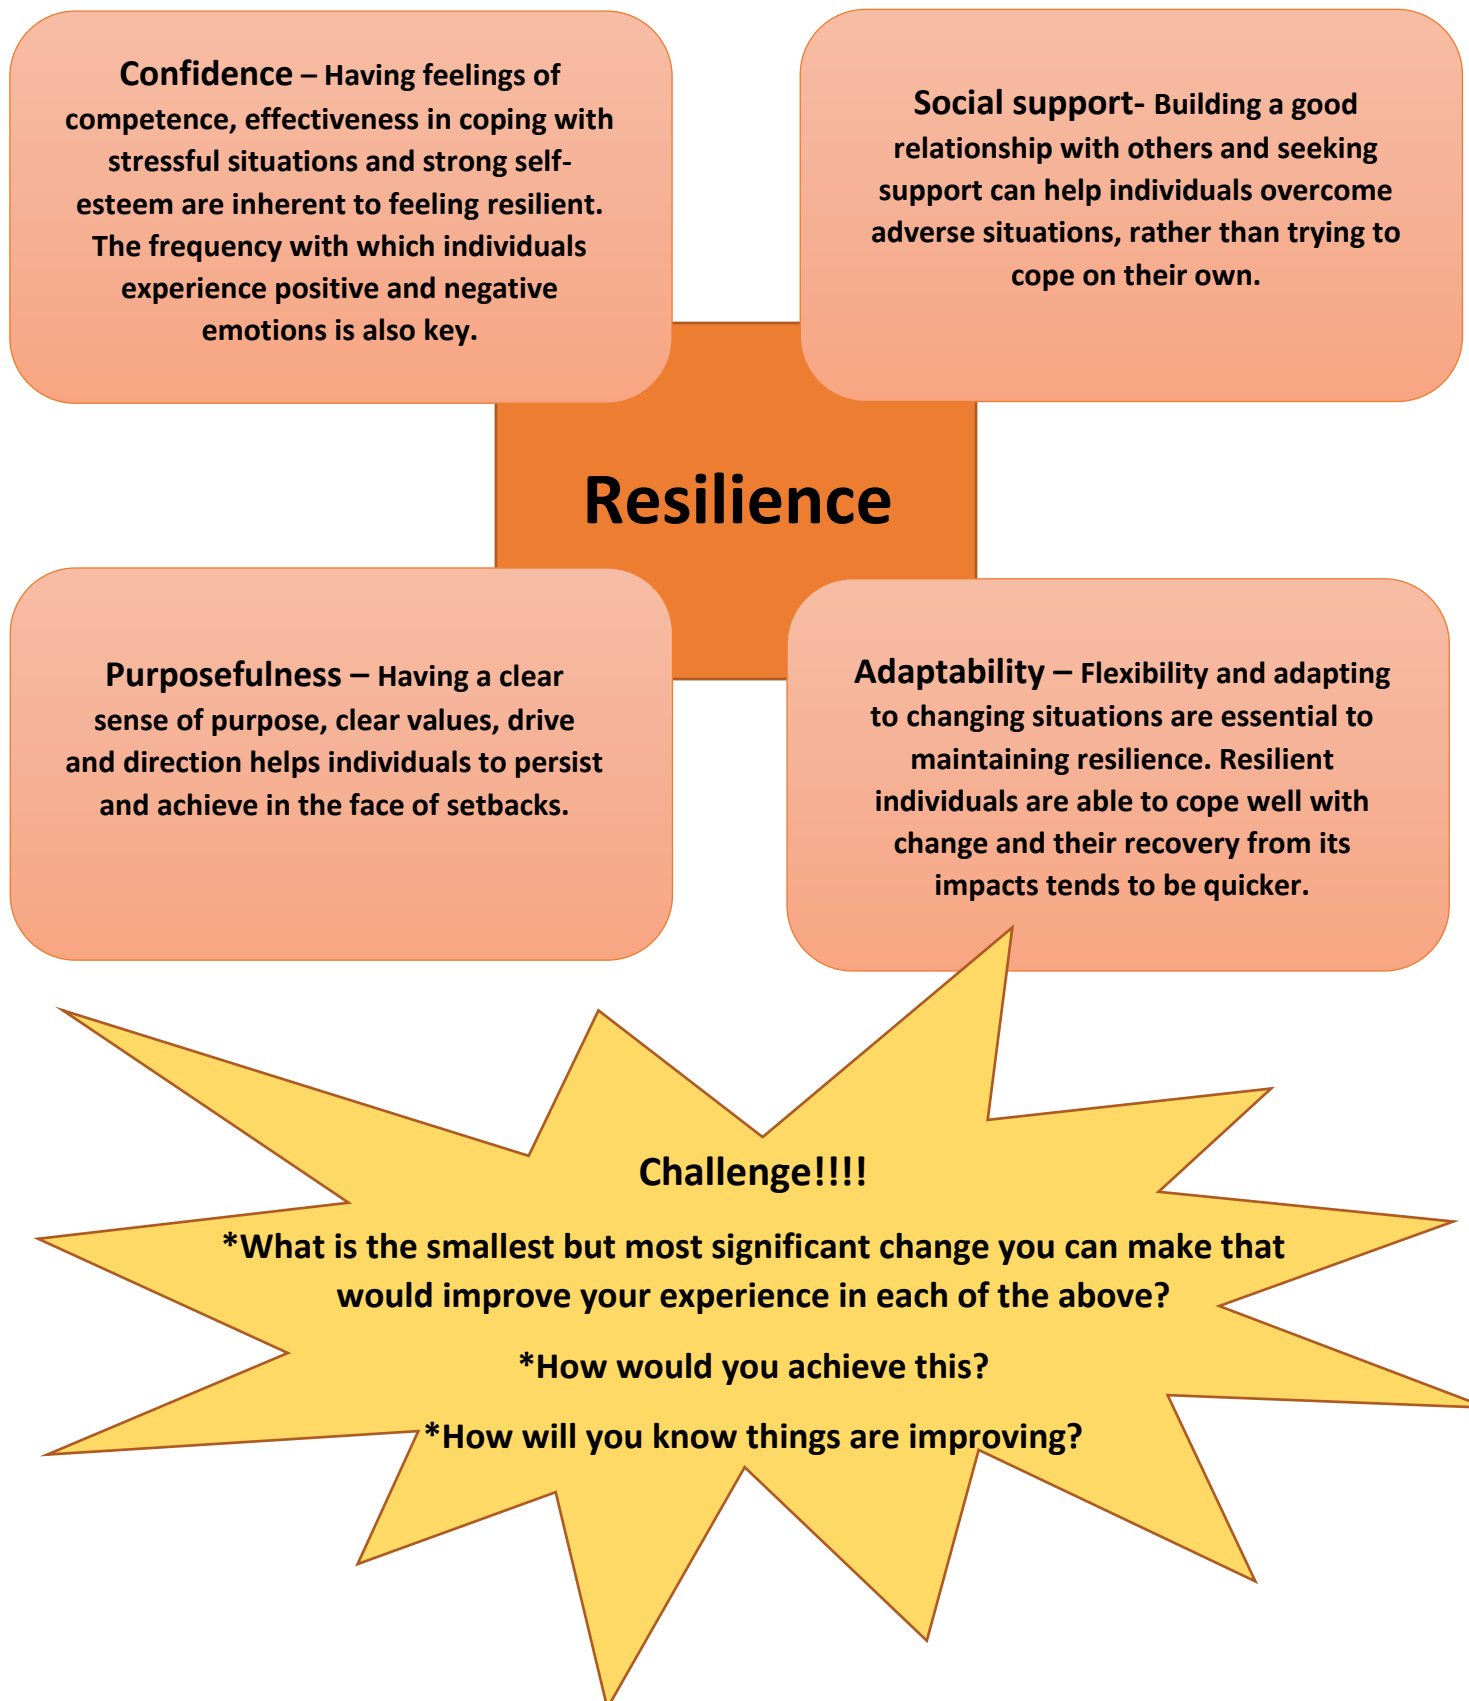 Confidence – Having feelings of
competence, effectiveness in coping with
stressful situations and strong self-
esteem are inherent to feeling resilient.
The frequency with which individuals
experience positive and negative
emotions is also key.
Social support- Building a good
relationship with others and seeking
support can help individuals overcome
adverse situations, rather than trying to
cope on their own.
Resilience
Purposefulness – Having a clear
sense of purpose, clear values, drive
and direction helps individuals to persist
and achieve in the face of setbacks.
Adaptability – Flexibility and adapting
to changing situations are essential to
maintaining resilience. Resilient
individuals are able to cope well with
change and their recovery from its
impacts tends to be quicker.
Challenge!!!!
*What is the smallest but most significant change you can make that
would improve your experience in each of the above?
*How would you achieve this?
*How will you know things are improving?